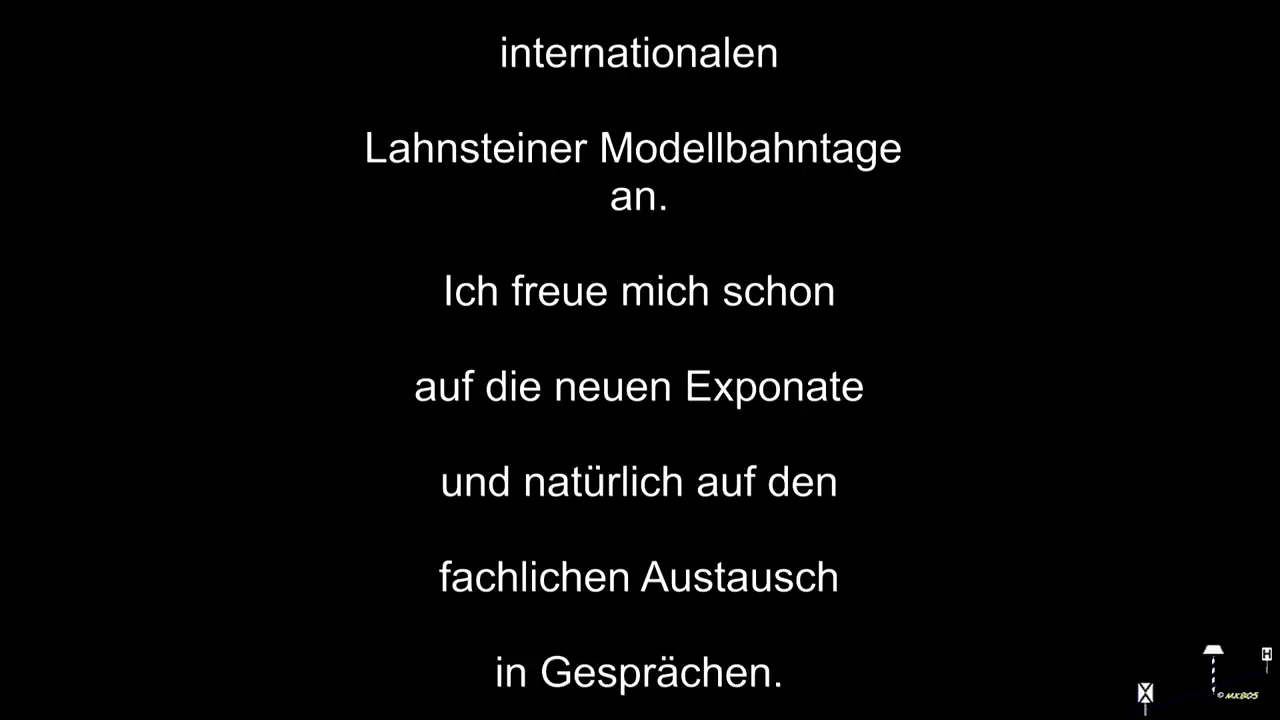 internationalen
Lahnsteiner Modellbahntage
an.
Ich freue mich schon
auf die neuen Exponate
und natürlich auf den
fachlichen Austausch
in Gesprächen.
H
© MKB05